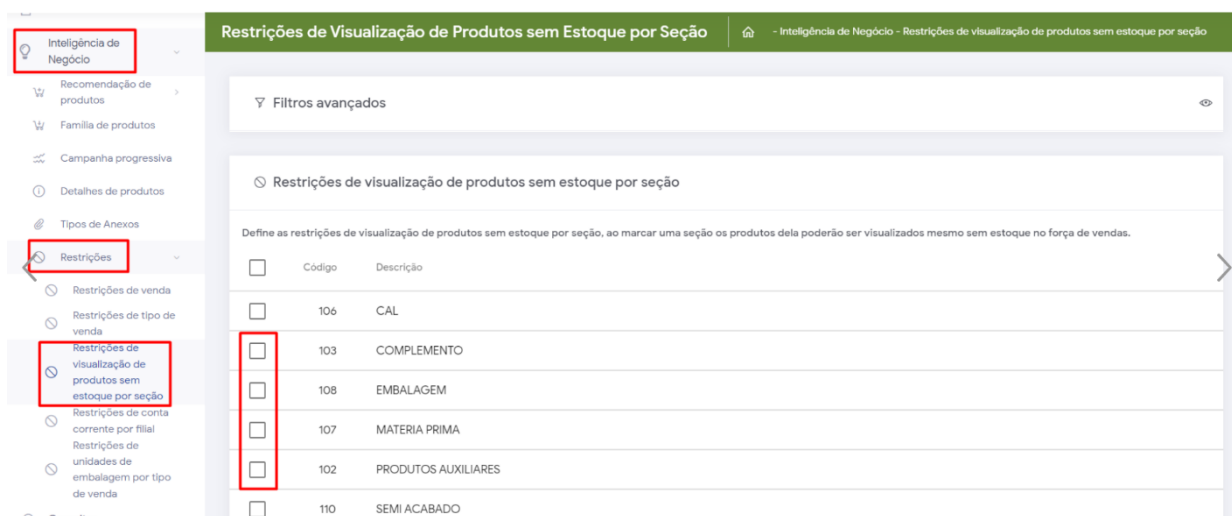 Inteligência de
Negócio
Recomendação de
produtos
Família de produtos
Campanha progressiva
Detalhes de produtos
Tipos de Anexos
Restrições
Restrições de venda
Restrições de tipo de
venda
Restrições de
visualização de
produtos sem
estoque por seção
Restrições de conta
corrente por filial
Restrições de
unidades de
embalagem por tipo
de venda
Restrições de Visualização de Produtos sem Estoque por Seção
- Inteligência de Negócio - Restrições de visualização de produtos sem estoque por seção
Filtros avançados
Restrições de visualização de produtos sem estoque por seção
Define as restrições de visualização de produtos sem estoque por seção, ao marcar uma seção os produtos dela poderão ser visualizados mesmo sem estoque no força de vendas.
Código Descrição
106 CAL
103 COMPLEMENTO
108 EMBALAGEM
107 MATERIA PRIMA
102 PRODUTOS AUXILIARES
110 SEMI ACABADO